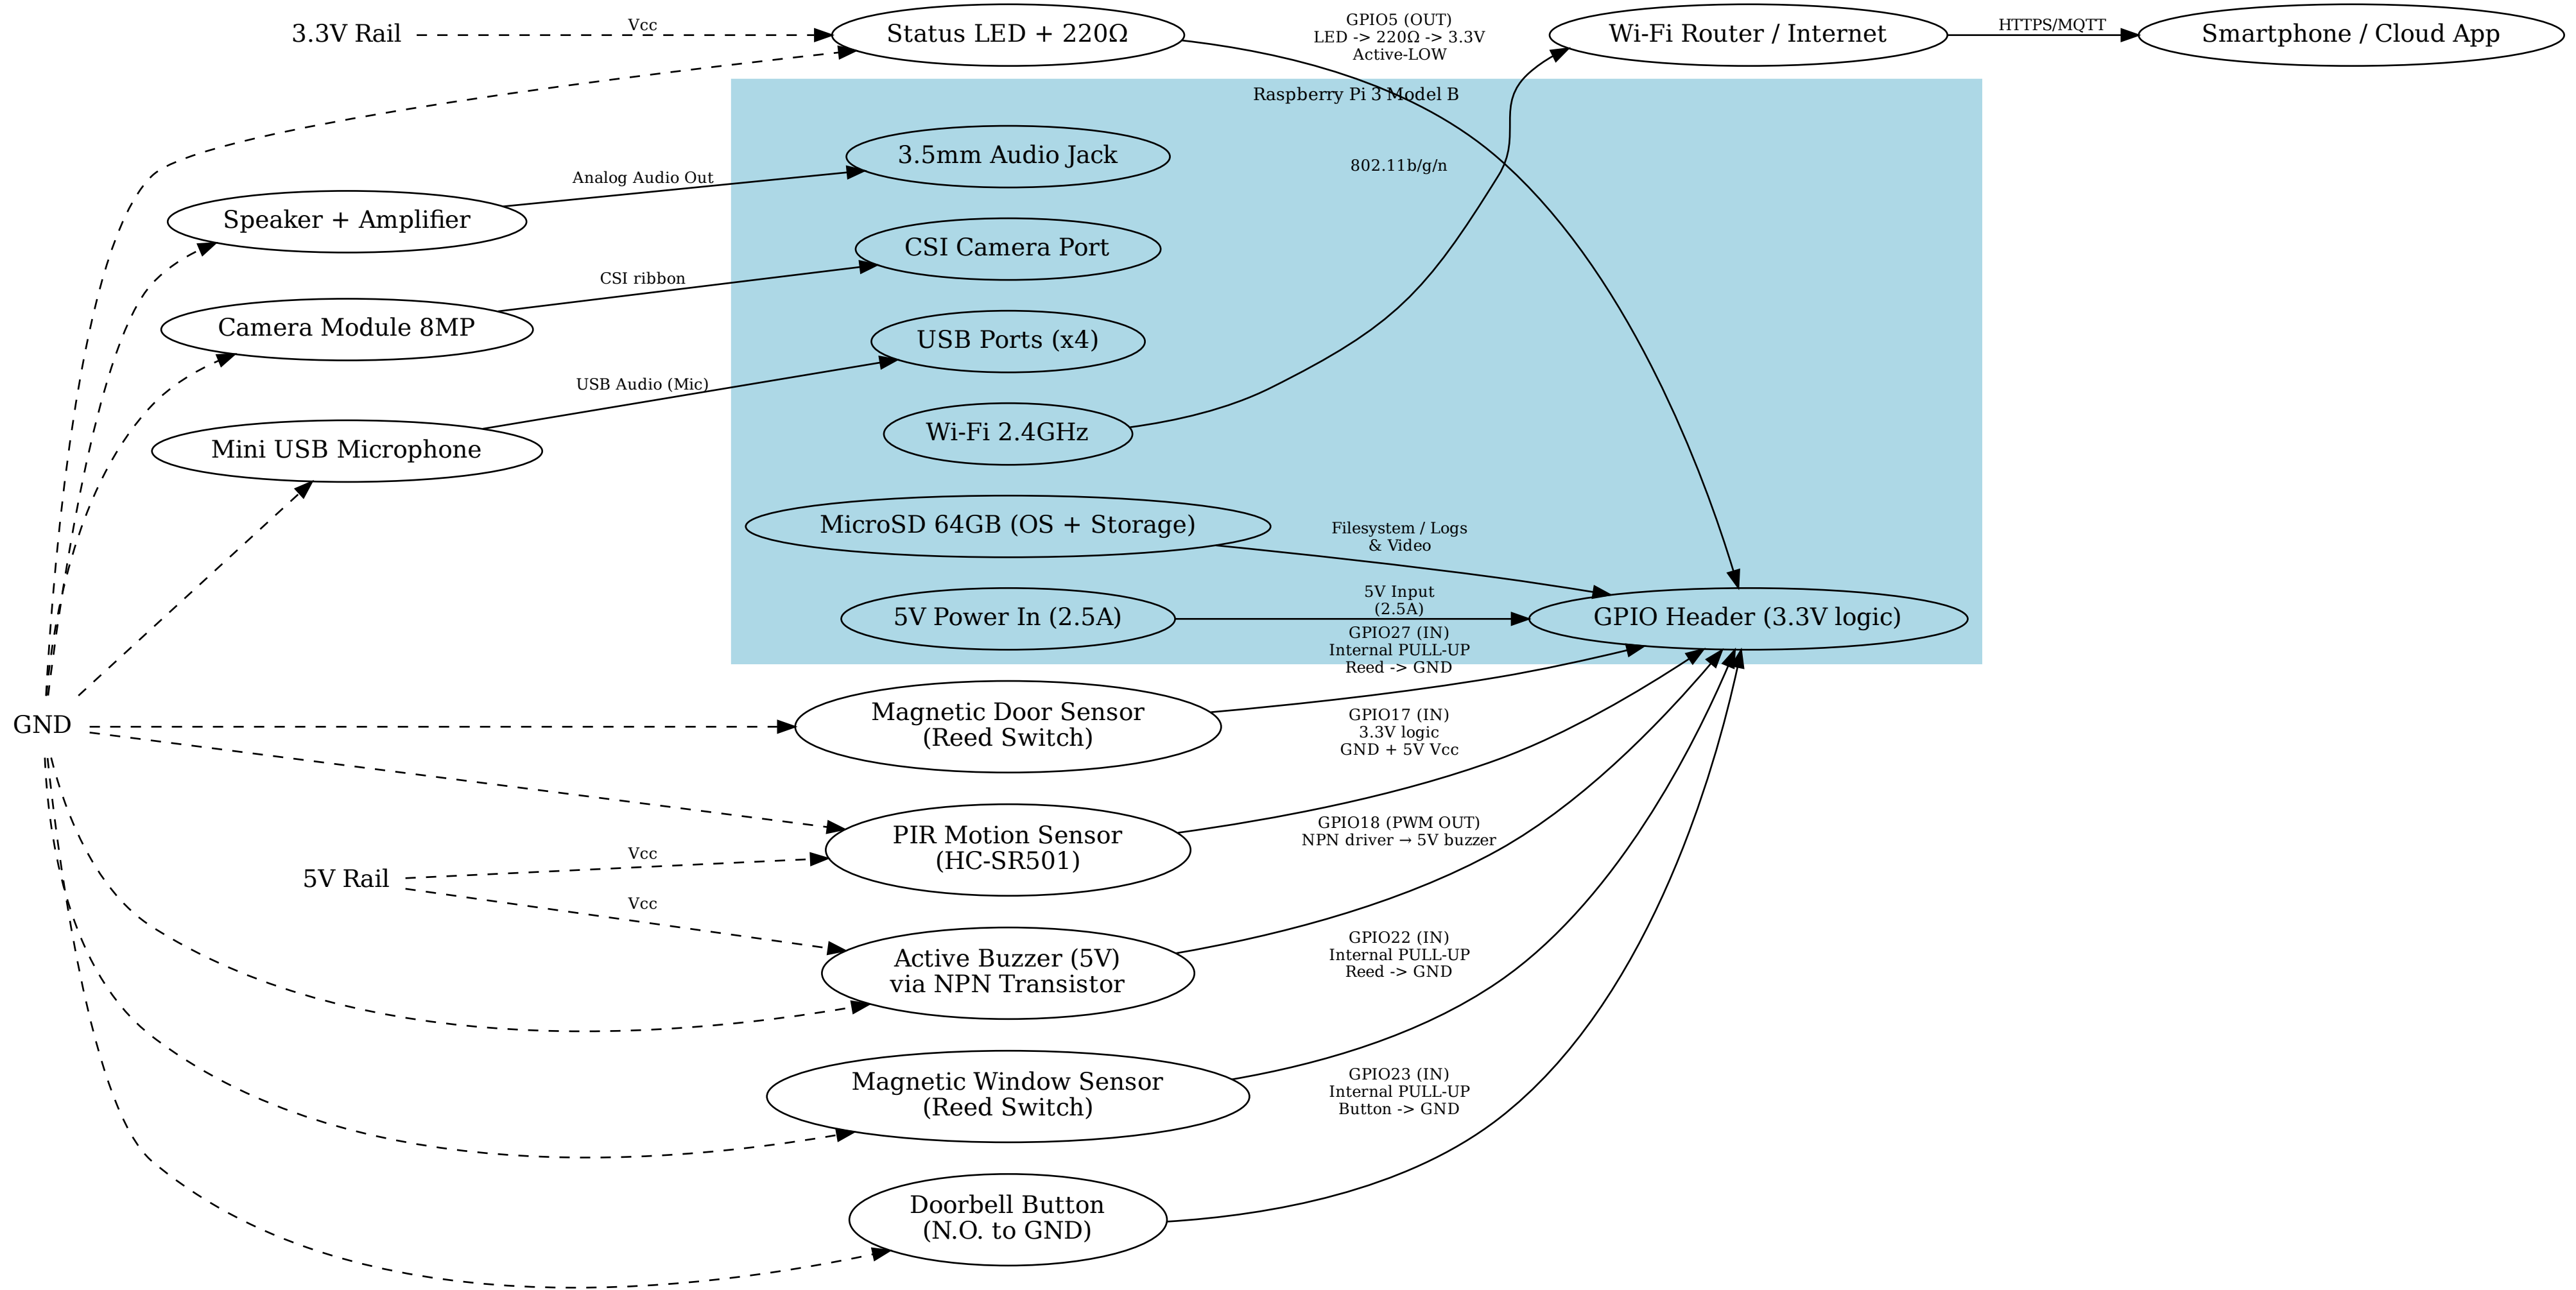 3.3V Rail
Vcc
Status LED + 220Ω
GPIO5 (OUT)
LED -> 220Ω -> 3.3V
Active-LOW
Wi-Fi Router / Internet
HTTPS/MQTT
Smartphone / Cloud App
Raspberry Pi 3 Model B
3.5mm Audio Jack
802.11b/g/n
Analog Audio Out
Speaker + Amplifier
CSI Camera Port
CSI ribbon
Camera Module 8MP
USB Ports (x4)
USB Audio (Mic)
Mini USB Microphone
Wi-Fi 2.4GHz
MicroSD 64GB (OS + Storage)
Filesystem / Logs
& Video
5V Power In (2.5A)
5V Input
(2.5A)
GPIO Header (3.3V logic)
GPIO27 (IN)
Internal PULL-UP
Reed -> GND
GND
Magnetic Door Sensor
(Reed Switch)
GPIO17 (IN)
3.3V logic
GND + 5V Vcc
PIR Motion Sensor
(HC-SR501)
GPIO18 (PWM OUT)
NPN driver → 5V buzzer
5V Rail
Vcc
Vcc
Active Buzzer (5V)
via NPN Transistor
GPIO22 (IN)
Internal PULL-UP
Reed -> GND
Magnetic Window Sensor
(Reed Switch)
GPIO23 (IN)
Internal PULL-UP
Button -> GND
Doorbell Button
(N.O. to GND)